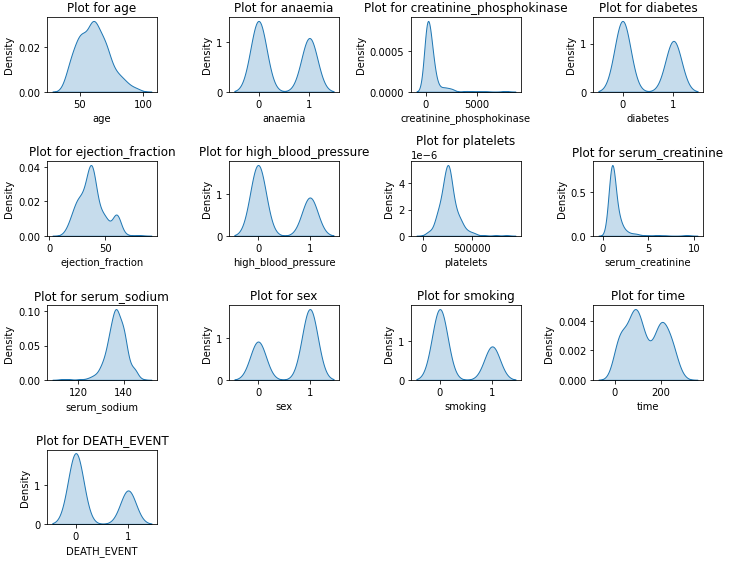 Plot for age
Density
0.02
0.00
50
100
age
Plot for anaemia
Density
1
0
0
1
anaemia
Plot for creatinine_phosphokinase
Density
0.0005
0.0000
0
5000
creatinine_phosphokinase
Plot for diabetes
Density
1
0
0
1
diabetes
Plot for ejection_fraction
Density
0.04
0.02
0.00
0
50
ejection_fraction
Plot for high_blood_pressure
Density
1
0
0
1
high_blood_pressure
Plot for platelets
1e−6
Density
4
2
0
0
500000
platelets
Plot for serum_creatinine
Density
0.5
0.0
0
5
10
serum_creatinine
Plot for serum_sodium
Density
0.10
0.05
0.00
120
140
serum_sodium
Plot for sex
Density
1
0
0
1
sex
Plot for smoking
Density
1
0
0
1
smoking
Plot for time
Density
0.004
0.002
0.000
0
200
time
Plot for DEATH_EVENT
Density
1
0
0
1
DEATH_EVENT